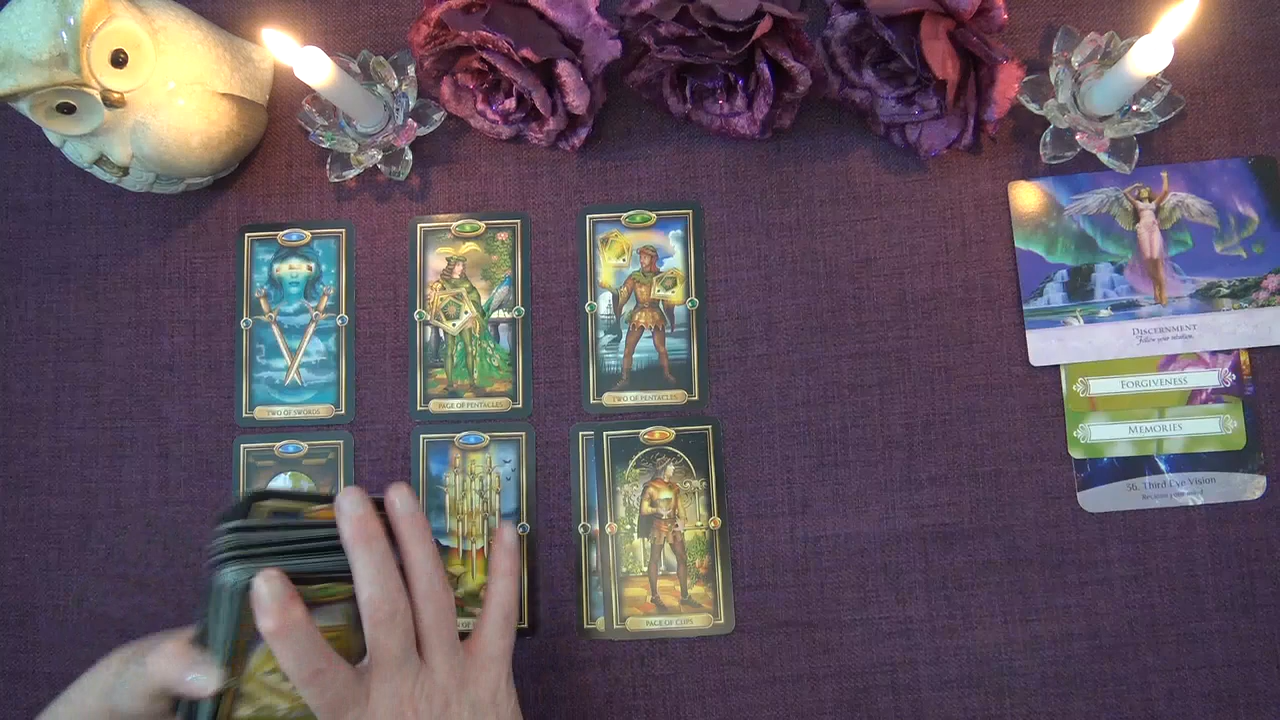 TWO OF SWORDS
PAGE OF PENTACLES
TWO OF PENTACLES
OF
PAGE OF CUPS
DISCERNMENT
Follow your intuition.
FORGIVENESS
MEMORIES
56. Third Eye Vision